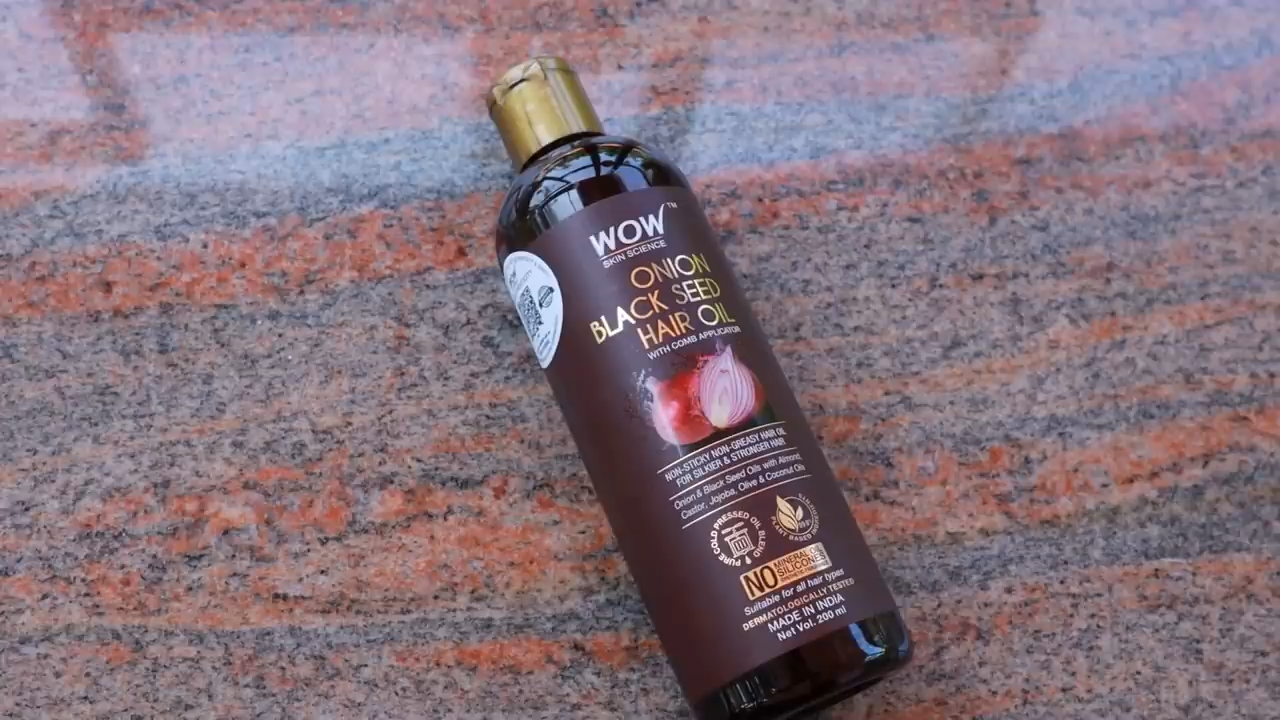 WOW™
SKIN SCIENCE
ONION
BLACK SEED
HAIR OIL
WITH COMB APPLICATOR
NON-STICKY NON-GREASY HAIR OIL
FOR SILKIER & STRONGER HAIR
Onion & Black Seed Oils with Almond,
Castor, Jojoba, Olive & Coconut Oils
PURE COLD PRESSED OIL BLEND
PLANT BASED
NO MINERAL OIL
SILICONES
Suitable for all hair types
DERMATOLOGICALLY TESTED
MADE IN INDIA
Net Vol. 200 ml